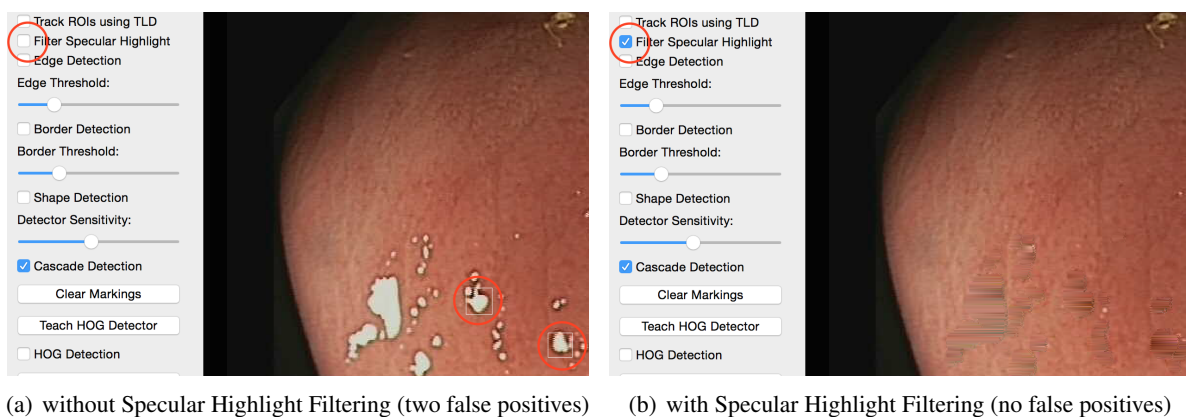 Track ROIs using TLD
Filter Specular Highlight
Edge Detection
Edge Threshold:
Border Detection
Border Threshold:
Shape Detection
Detector Sensitivity:
Cascade Detection
Clear Markings
Teach HOG Detector
HOG Detection
(a) without Specular Highlight Filtering (two false positives)
Track ROIs using TLD
Filter Specular Highlight
Edge Detection
Edge Threshold:
Border Detection
Border Threshold:
Shape Detection
Detector Sensitivity:
Cascade Detection
Clear Markings
Teach HOG Detector
HOG Detection
(b) with Specular Highlight Filtering (no false positives)